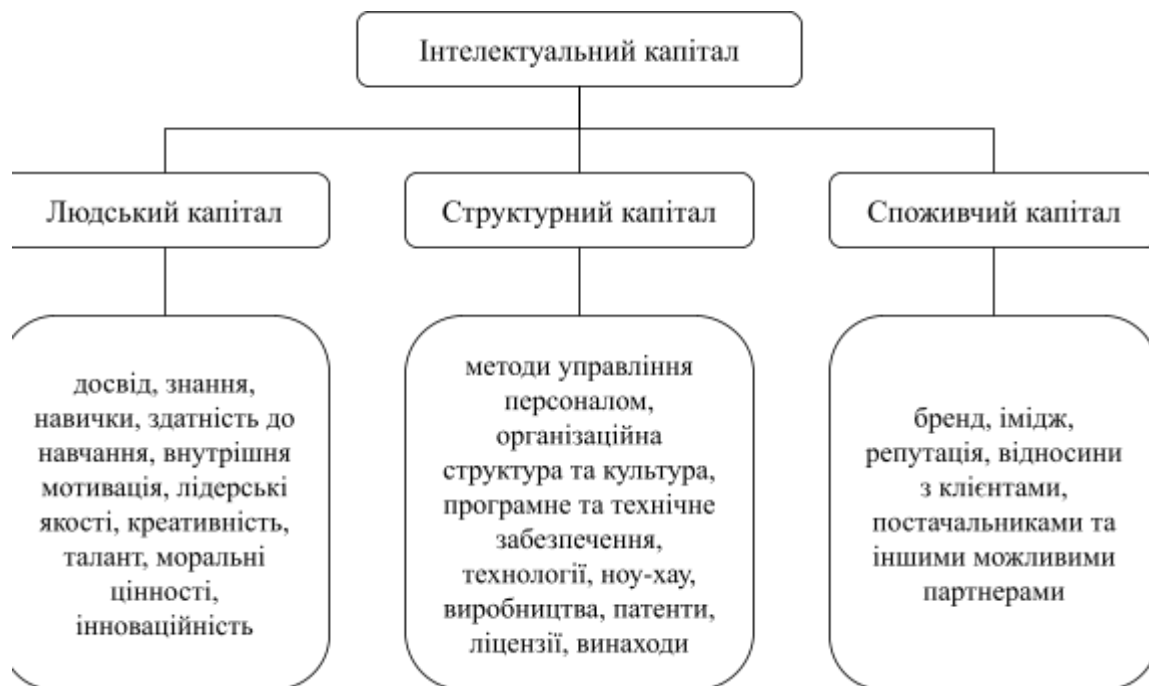 Інтелектуальний капітал
Людський капітал
Структурний капітал
Споживчий капітал
досвід, знання,
навички, здатність до
навчання, внутрішня
мотивація, лідерські
якості, креативність,
талант, моральні
цінності,
інноваційність
методи управління
персоналом,
організаційна
структура та культура,
програмне та технічне
забезпечення,
технології, ноу-хау,
виробництва, патенти,
ліцензії, винаходи
бренд, імідж,
репутація, відносини
з клієнтами,
постачальниками та
іншими можливими
партнерами